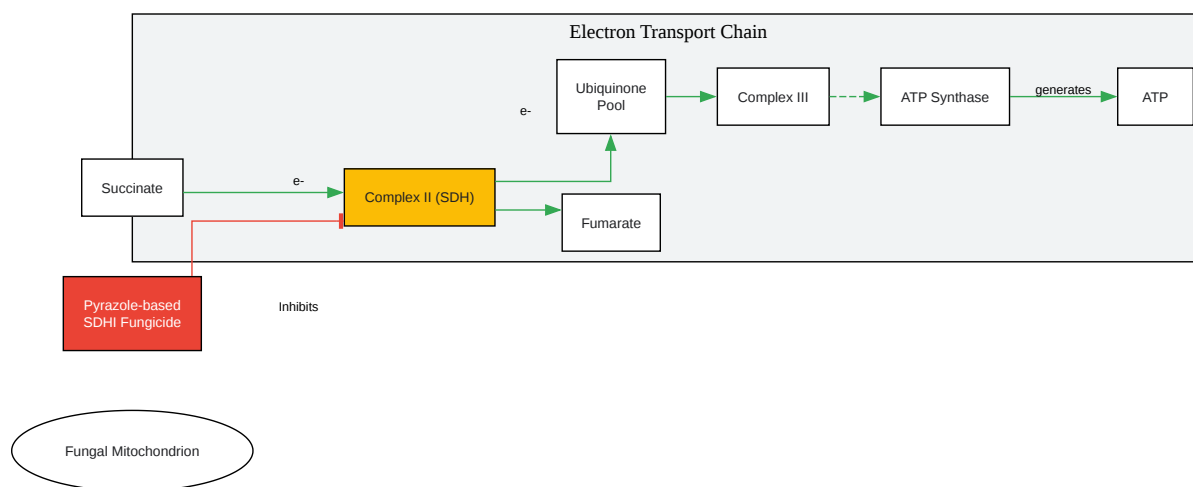 Electron Transport Chain
Ubiquinone
Pool
Complex III
ATP Synthase
generates
ATP
e-
Succinate
e-
Complex II (SDH)
Fumarate
Pyrazole-based
SDHI Fungicide
Inhibits
Fungal Mitochondrion